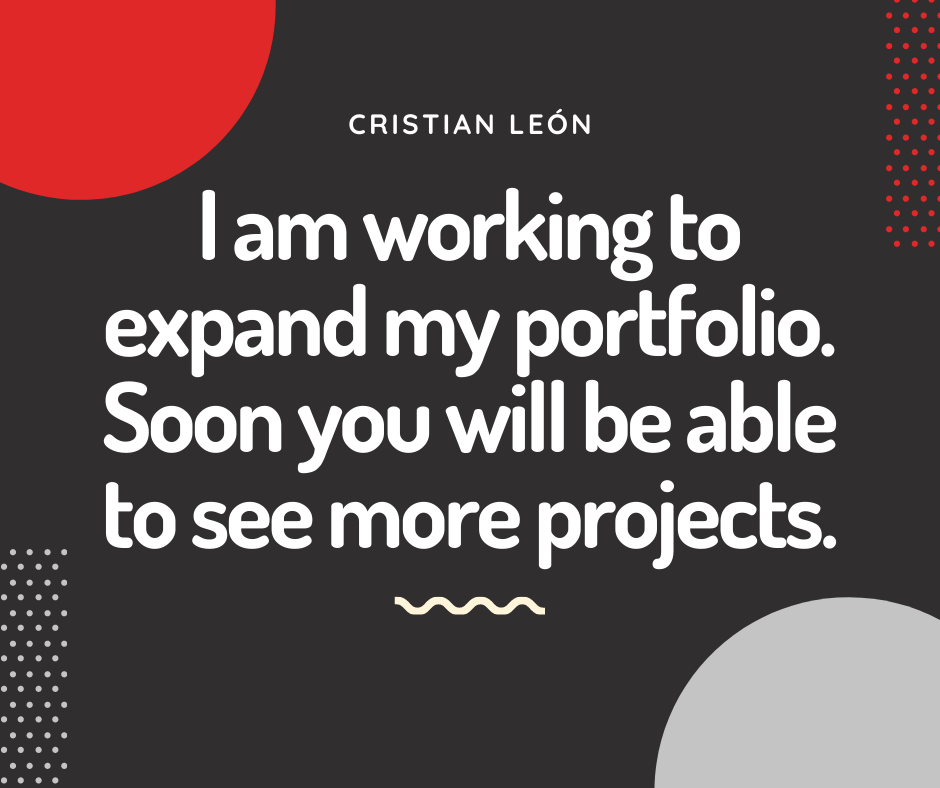 CRISTIAN LEÓN
I am working to
expand my portfolio.
Soon you will be able
to see more projects.